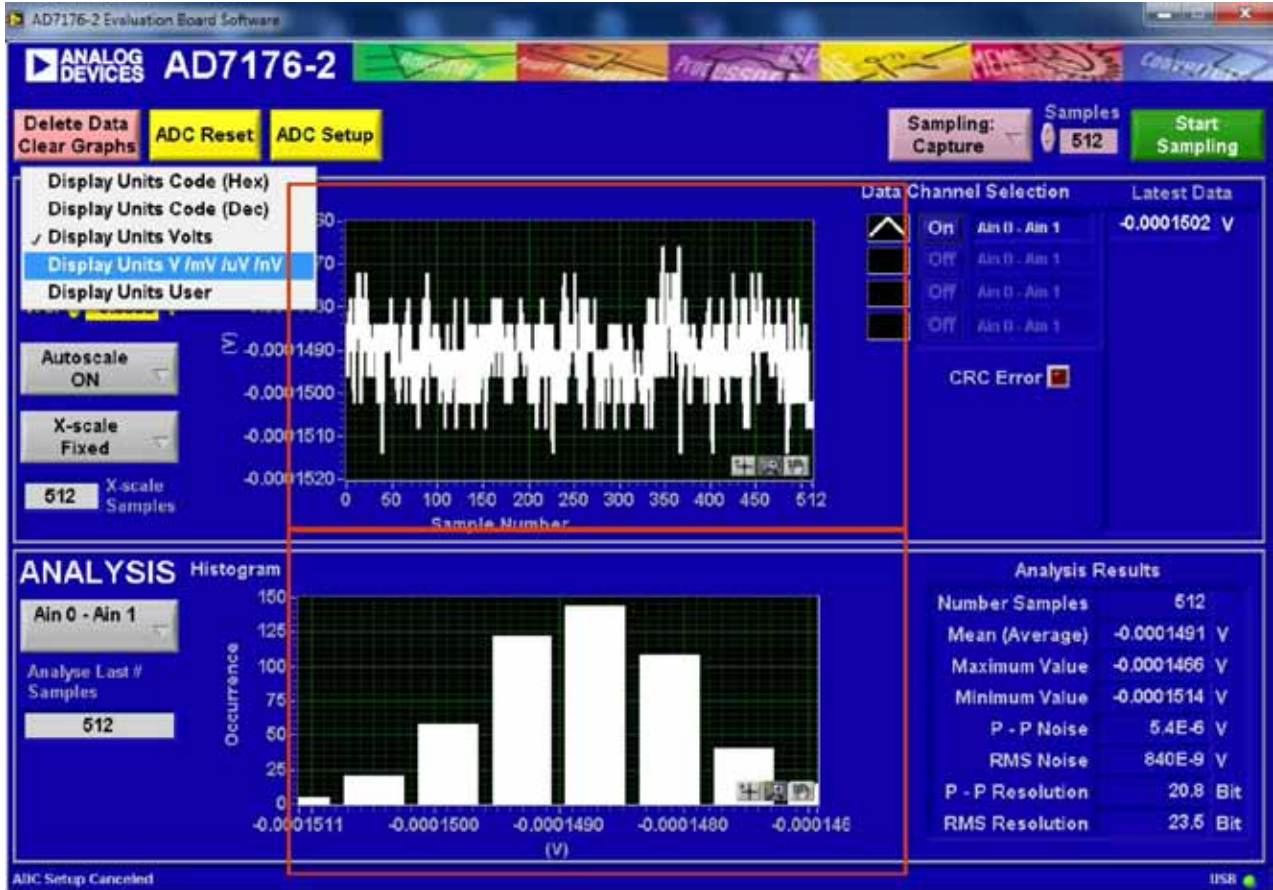 AD7176-2 Evaluation Board Software
ANALOG DEVICES AD7176-2
Delete Data Clear Graphs
ADC Reset
ADC Setup
Sampling: Capture
Samples
512
Start Sampling
Display Units Code (Hex)
Display Units Code (Dec)
✓ Display Units Volts
Display Units V /mV /uV /nV
Display Units User
Autoscale ON
X-scale Fixed
512 X-scale Samples
(V)
-0.0001490
-0.0001500
-0.0001510
-0.0001520
0 50 100 150 200 250 300 350 400 450 512
Sample Number
Data Channel Selection
On Ain 0 - Ain 1
Off Ain 0 - Ain 1
Off Ain 0 - Ain 1
Off Ain 0 - Ain 1
CRC Error
Latest Data
-0.0001502 V
ANALYSIS
Ain 0 - Ain 1
Analyse Last # Samples
512
Histogram
Occurrence
150
125
100
75
50
25
0
-0.0001511 -0.0001500 -0.0001490 -0.0001480 -0.000146
(V)
Analysis Results
Number Samples 512
Mean (Average) -0.0001491 V
Maximum Value -0.0001466 V
Minimum Value -0.0001514 V
P - P Noise 5.4E-6 V
RMS Noise 840E-9 V
P - P Resolution 20.8 Bit
RMS Resolution 23.5 Bit
ADC Setup Canceled
USB